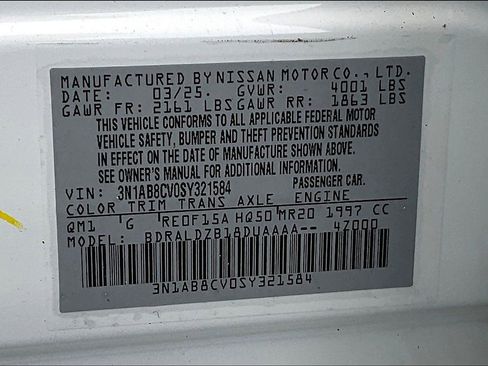 MANUFACTURED BY NISSAN MOTOR CO., LTD.
DATE: 03/25. GVWR: 4001 LBS
GAWR FR: 2161 LBS GAWR RR: 1863 LBS
THIS VEHICLE CONFORMS TO ALL APPLICABLE FEDERAL MOTOR
VEHICLE SAFETY, BUMPER AND THEFT PREVENTION STANDARDS
IN EFFECT ON THE DATE OF MANUFACTURE SHOWN ABOVE.
SEE OWNER'S MANUAL FOR ADDITIONAL INFORMATION.
VIN: 3N1AB8CV0SY321584 PASSENGER CAR.
COLOR TRIM TRANS AXLE ENGINE
QM1 G RE0F15A HQ50 MR20 1997 CC
MODEL: BDRALDZB18DUAAAA-- 4Z000
3N1AB8CV0SY321584